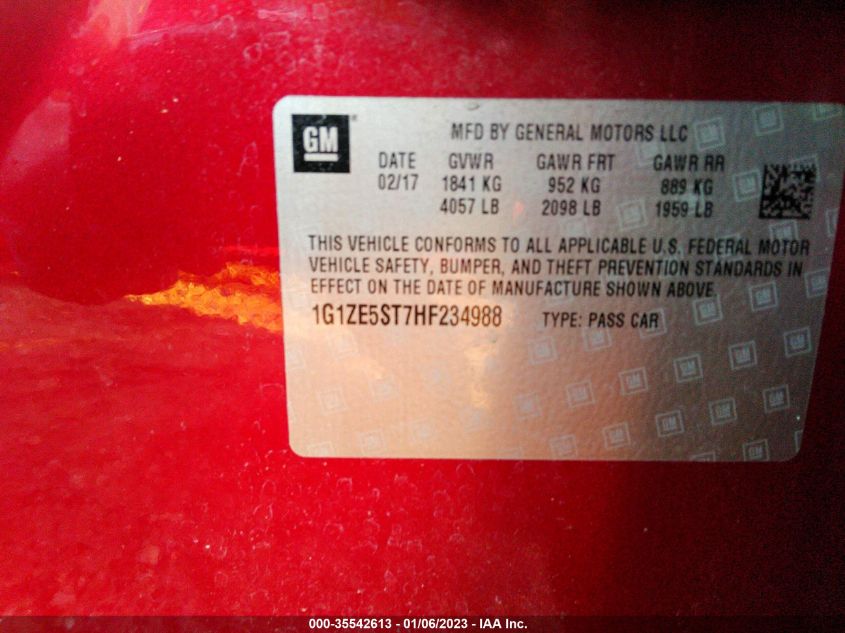 GM®
MFD BY GENERAL MOTORS LLC
DATE GVWR GAWR FRT GAWR RR
02/17 1841 KG 952 KG 889 KG
4057 LB 2098 LB 1959 LB
THIS VEHICLE CONFORMS TO ALL APPLICABLE U.S. FEDERAL MOTOR
VEHICLE SAFETY, BUMPER, AND THEFT PREVENTION STANDARDS IN
EFFECT ON THE DATE OF MANUFACTURE SHOWN ABOVE.
1G1ZE5ST7HF234988 TYPE: PASS CAR
000-35542613 - 01/06/2023 - IAA Inc.